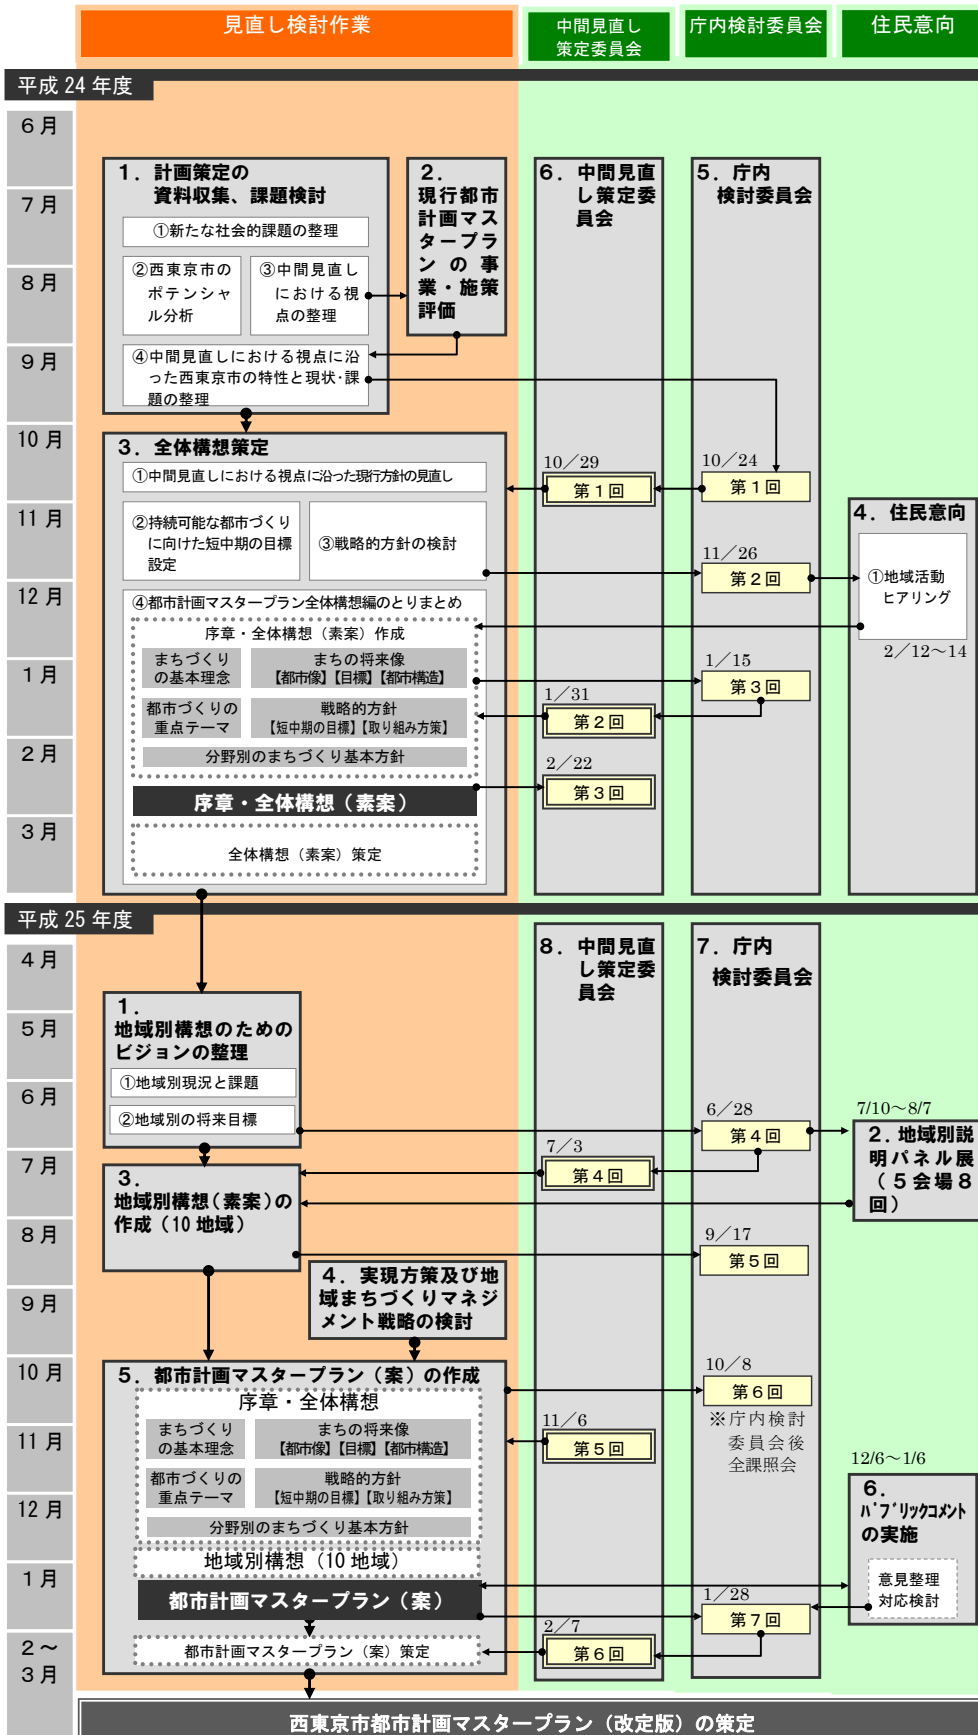 見直し検討作業
中間見直し
策定委員会
庁内検討委員会
住民意向
平成 24 年度
6 月
7 月
8 月
9 月
10 月
11 月
12 月
1 月
2 月
3 月
1．計画策定の
資料収集、課題検討
①新たな社会的課題の整理
②西東京市の
ポテンシャ
ル分析
③中間見直し
における視
点の整理
④中間見直しにおける視点に沿
った西東京市の特性と現状・課
題の整理
2．
現行都市
計画マス
タープラ
ンの事
業・施策
評価
6．中間見直
し策定委
員会
5．庁内
検討委員会
3．全体構想策定
①中間見直しにおける視点に沿った現行方針の見直し
②持続可能な都市づくり
に向けた短中期の目標
設定
③戦略的方針の検討
④都市計画マスタープラン全体構想編のとりまとめ
序章・全体構想（素案）作成
まちづくり
の基本理念
まちの将来像
【都市像】【目標】【都市構造】
都市づくりの
重点テーマ
戦略的方針
【短中期の目標】【取り組み方策】
分野別のまちづくり基本方針
序章・全体構想（素案）
全体構想（素案）策定
10／29
第１回
10／24
第１回
11／26
第２回
4．住民意向
①地域活動
ヒアリング
2／12～14
1／15
第３回
1／31
第２回
2／22
第３回
平成 25 年度
4 月
5 月
6 月
7 月
8 月
9 月
10 月
11 月
12 月
1 月
2 ～
3 月
8．中間見直
し策定委
員会
7．庁内
検討委員会
1．
地域別構想のための
ビジョンの整理
①地域別現況と課題
②地域別の将来目標
6／28
第４回
7／3
第４回
7/10～8/7
2．地域別説
明パネル展
（５会場８
回）
3．
地域別構想（素案）の
作成（10 地域）
9／17
第５回
4．実現方策及び地
域まちづくりマネジ
メント戦略の検討
5．都市計画マスタープラン（案）の作成
序章・全体構想
まちづくり
の基本理念
まちの将来像
【都市像】【目標】【都市構造】
都市づくりの
重点テーマ
戦略的方針
【短中期の目標】【取り組み方策】
分野別のまちづくり基本方針
地域別構想（10 地域）
都市計画マスタープラン（案）
都市計画マスタープラン（案）策定
10／8
第６回
※庁内検討
委員会後
全課照会
11／6
第５回
12/6～1/6
6．
ﾊﾟﾌﾞﾘｯｸｺﾒﾝﾄ
の実施
意見整理
対応検討
1／28
第７回
2／7
第６回
西東京市都市計画マスタープラン（改定版）の策定